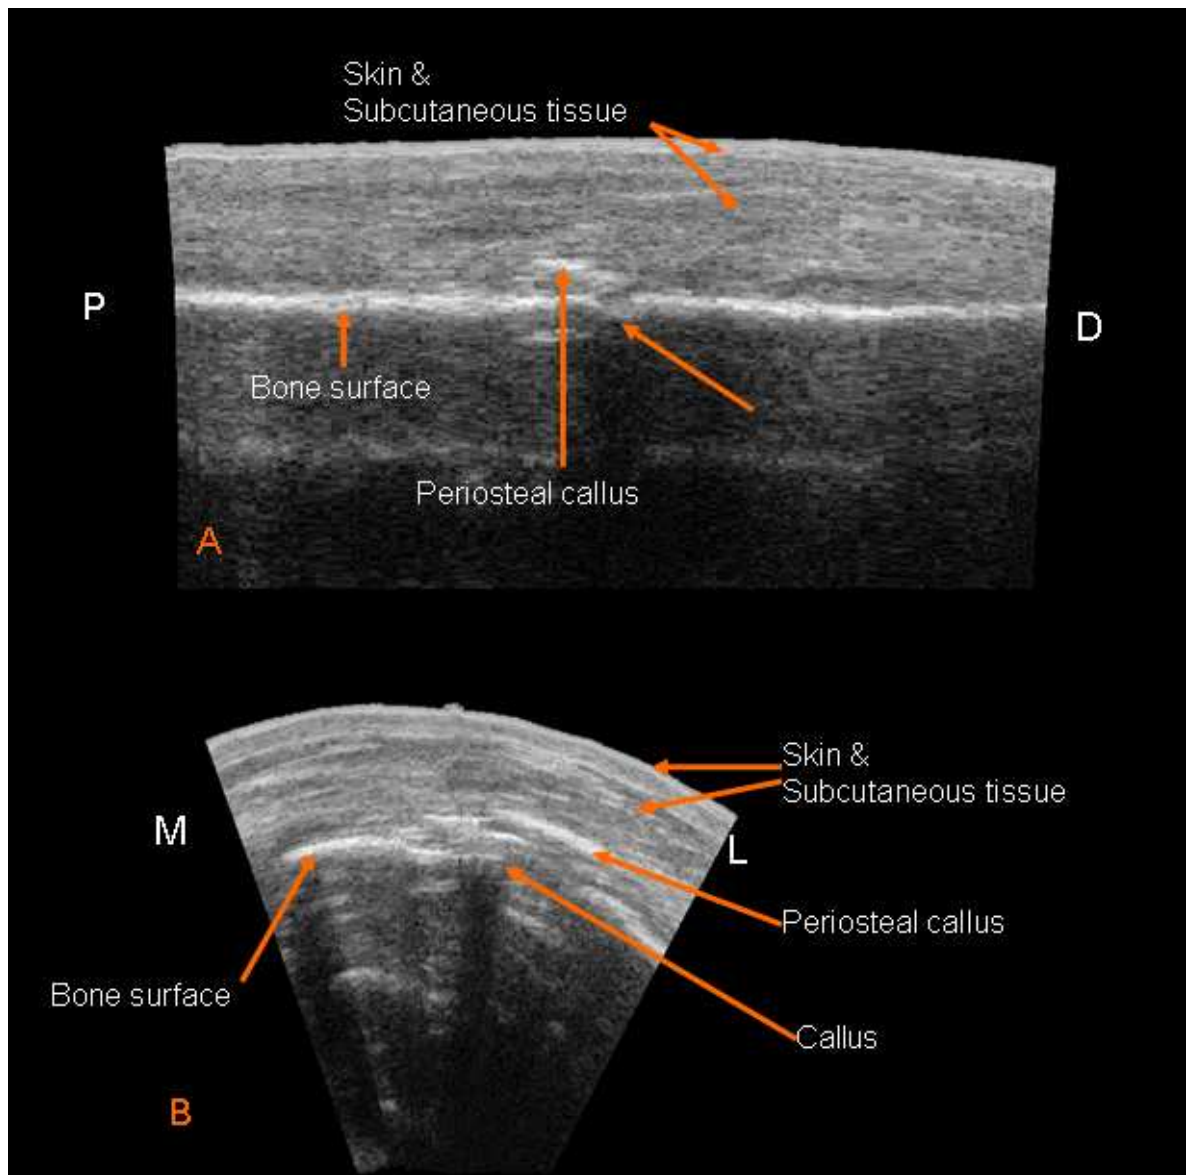 Skin &
Subcutaneous tissue
P
D
Bone surface
Periosteal callus
A
Skin &
Subcutaneous tissue
M
L
Periosteal callus
Bone surface
Callus
B